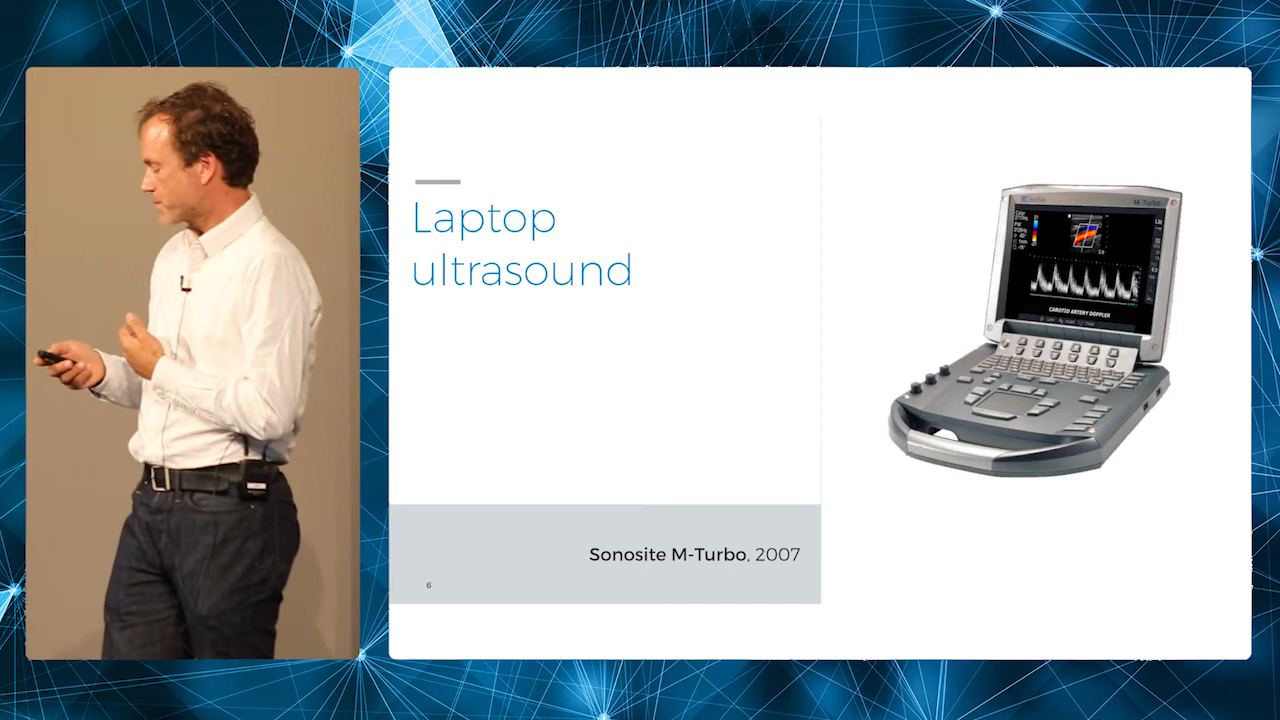 Laptop
ultrasound
Sonosite M-Turbo, 2007
6
M-Turbo
CAROTID ARTERY DOPPLER